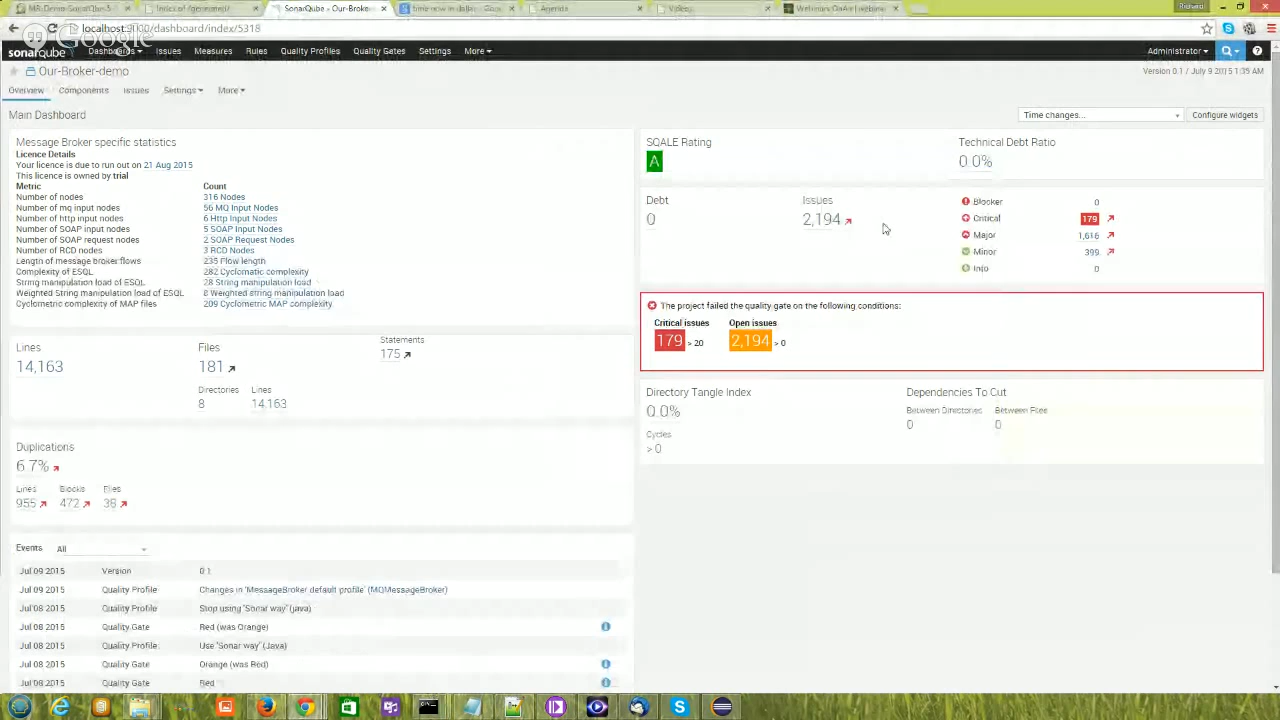 SonarQube - Our-Broke
time now in dallas
Agenda
localhost:9000/dashboard/index/5318
Google
sonarqube Dashboards Issues Measures Rules Quality Profiles Quality Gates Settings More
Administrator
Our-Broker-demo
Version 0.1 / July 9 2015 1:35 AM
Overview Components Issues Settings More
Main Dashboard
Time changes...
Configure widgets
Message Broker specific statistics
Licence Details
Your licence is due to run out on 21 Aug 2015
This licence is owned by trial
Metric Count
Number of nodes 316 Nodes
Number of mq input nodes 56 MQ Input Nodes
Number of http input nodes 6 Http Input Nodes
Number of SOAP input nodes 5 SOAP Input Nodes
Number of SOAP request nodes 2 SOAP Request Nodes
Number of RCD nodes 3 RCD Nodes
Length of message broker flows 235 Flow length
Complexity of ESQL 282 Cyclomatic complexity
String manipulation load of ESQL 28 String manipulation load
Weighted String manipulation load of ESQL 8 Weighted string manipulation load
Cyclometric complexity of MAP files 209 Cyclometric MAP complexity
Lines
14,163
Files
181
Directories Lines
8 14,163
Statements
175
Duplications
6.7%
Lines Blocks Files
955 472 38
Events All
Jul 09 2015 Version 0.1
Jul 09 2015 Quality Profile Changes in 'MessageBroker default profile' (MQMessageBroker)
Jul 08 2015 Quality Profile Stop using 'Sonar way' (java)
Jul 08 2015 Quality Gate Red (was Orange)
Jul 08 2015 Quality Profile Use 'Sonar way' (Java)
Jul 08 2015 Quality Gate Orange (was Red)
Jul 08 2015 Quality Gate Red
SQALE Rating
A
Technical Debt Ratio
0.0%
Debt
0
Issues
2,194
Blocker 0
Critical 179
Major 1,616
Minor 399
Info 0
The project failed the quality gate on the following conditions:
Critical issues Open issues
179 > 20 2,194 > 0
Directory Tangle Index
0.0%
Cycles
> 0
Dependencies To Cut
Between Directories Between Files
0 0